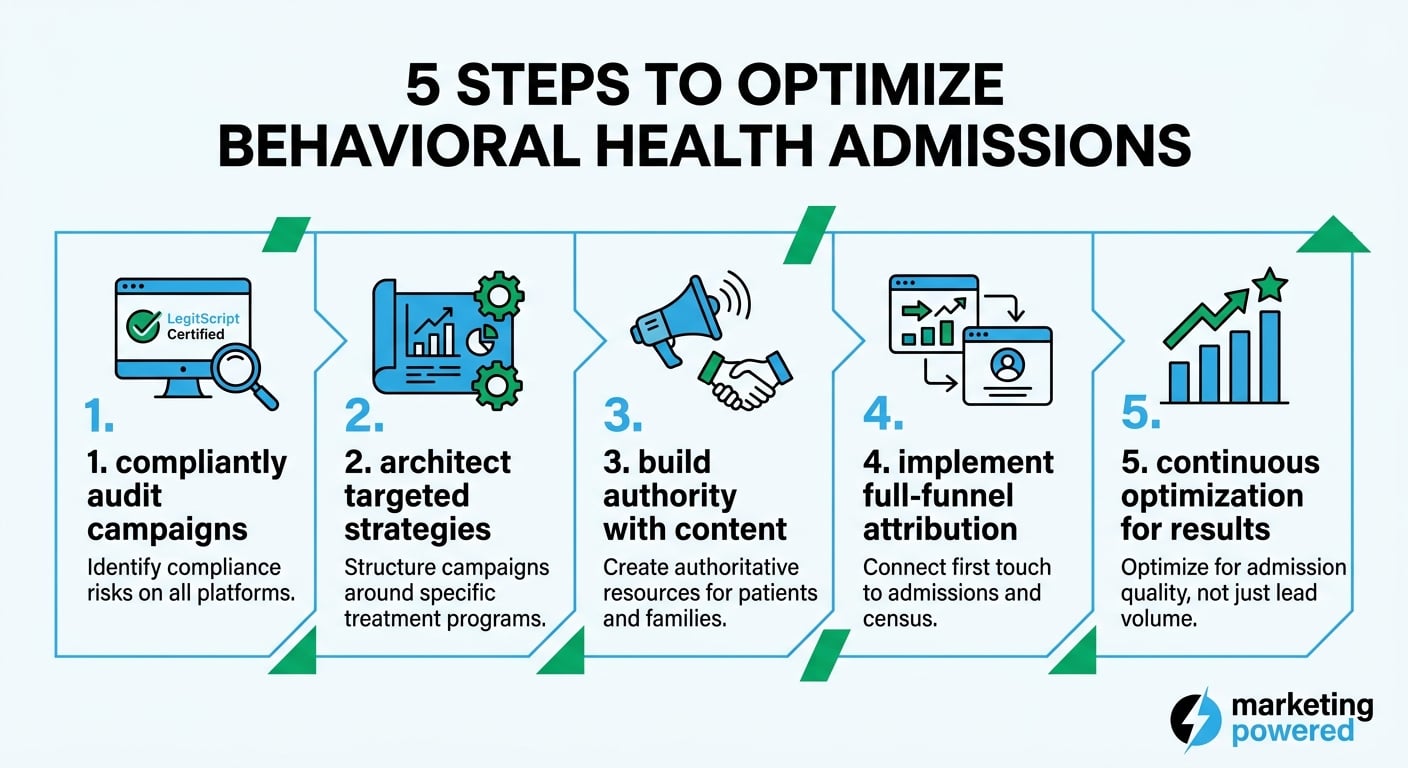 5 STEPS TO OPTIMIZE
BEHAVIORAL HEALTH ADMISSIONS
LegitScript
Certified
1.
1. compliantly
audit
campaigns
Identify compliance
risks on all platforms.
2.
2. architect
targeted
strategies
Structure campaigns
around specific
treatment programs.
3.
3. build
authority
with content
Create authoritative
resources for patients
and families.
4.
4. implement
full-funnel
attribution
Connect first touch
to admissions and
census.
5.
5. continuous
optimization
for results
Optimize for admission
quality, not just lead
volume.
marketing
powered